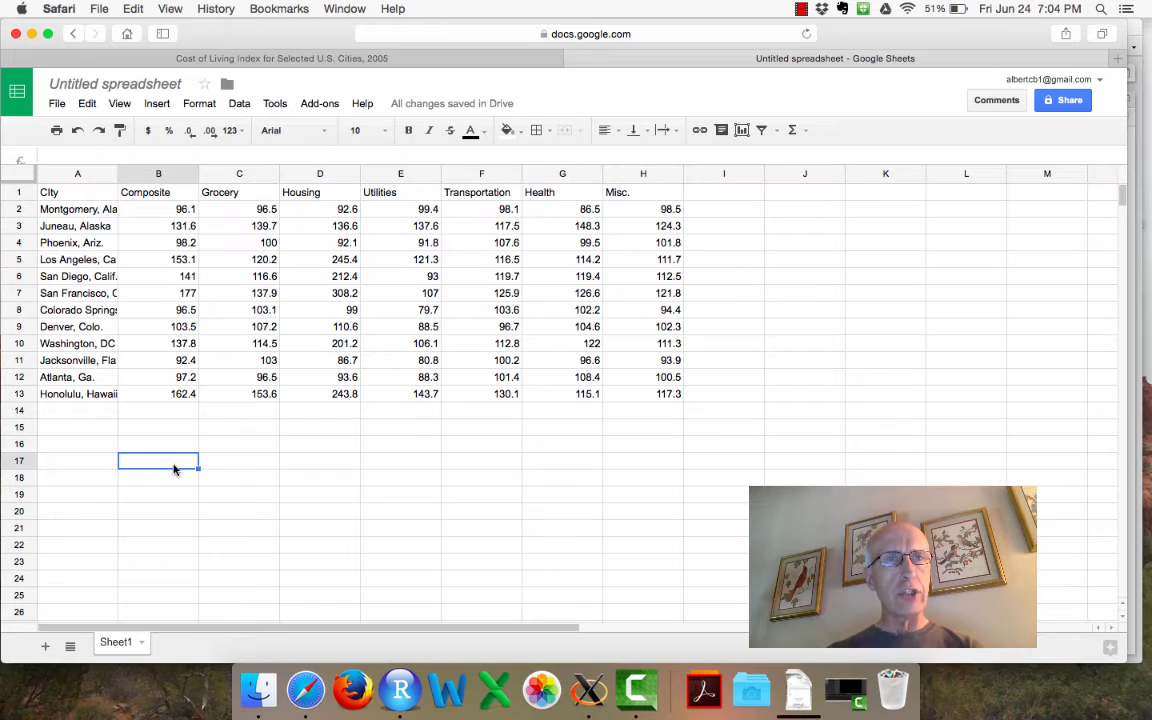 Safari File Edit View History Bookmarks Window Help 51% Fri Jun 24 7:04 PM
docs.google.com
Cost of Living Index for Selected U.S. Cities, 2005 Untitled spreadsheet - Google Sheets
Untitled spreadsheet albertcb1@gmail.com
File Edit View Insert Format Data Tools Add-ons Help All changes saved in Drive Comments Share
$ % .0 .00 123 Arial 10 B I S A
fx
A B C D E F G H I J K L M
1 CIty Composite Grocery Housing Utilities Transportation Health Misc.
2 Montgomery, Ala 96.1 96.5 92.6 99.4 98.1 86.5 98.5
3 Juneau, Alaska 131.6 139.7 136.6 137.6 117.5 148.3 124.3
4 Phoenix, Ariz. 98.2 100 92.1 91.8 107.6 99.5 101.8
5 Los Angeles, Ca 153.1 120.2 245.4 121.3 116.5 114.2 111.7
6 San Diego, Calif. 141 116.6 212.4 93 119.7 119.4 112.5
7 San Francisco, C 177 137.9 308.2 107 125.9 126.6 121.8
8 Colorado Springs 96.5 103.1 99 79.7 103.6 102.2 94.4
9 Denver, Colo. 103.5 107.2 110.6 88.5 96.7 104.6 102.3
10 Washington, DC 137.8 114.5 201.2 106.1 112.8 122 111.3
11 Jacksonville, Fla 92.4 103 86.7 80.8 100.2 96.6 93.9
12 Atlanta, Ga. 97.2 96.5 93.6 88.3 101.4 108.4 100.5
13 Honolulu, Hawaii 162.4 153.6 243.8 143.7 130.1 115.1 117.3
14
15
16
17
18
19
20
21
22
23
24
25
26
Sheet1
R W X C